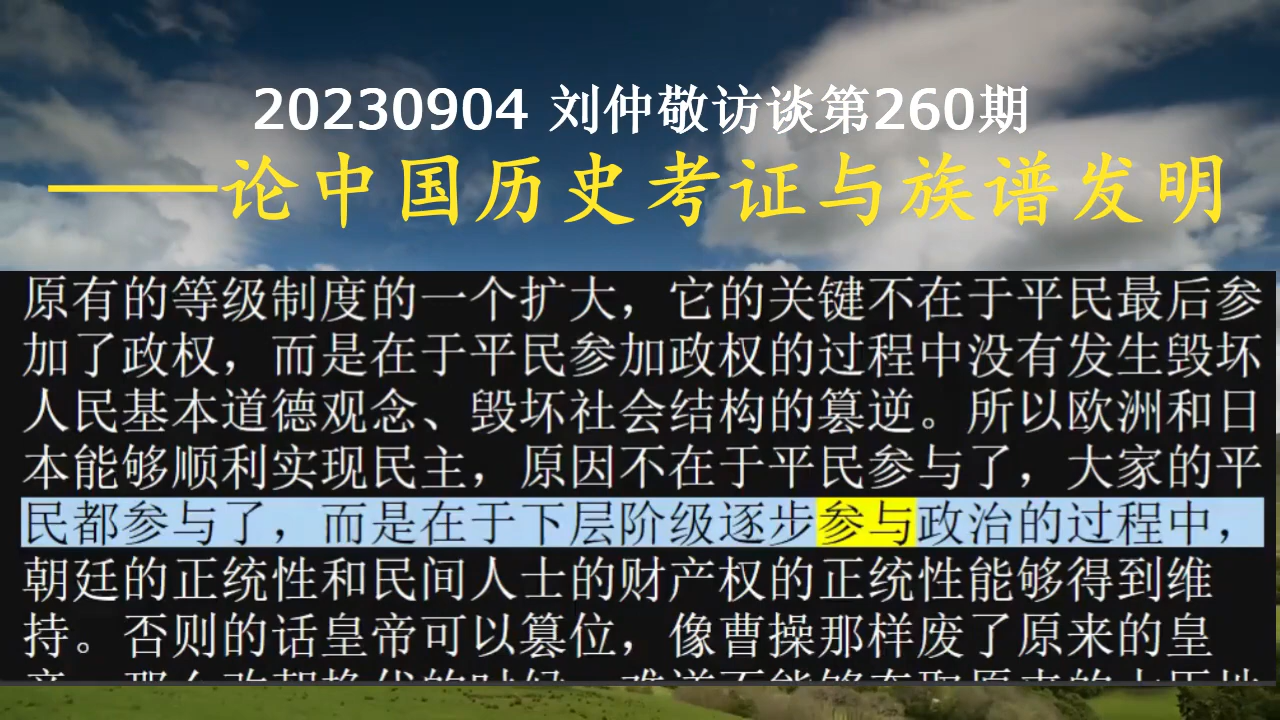 20230904 刘仲敬访谈第260期
——论中国历史考证与族谱发明
原有的等级制度的一个扩大，它的关键不在于平民最后参
加了政权，而是在于平民参加政权的过程中没有发生毁坏
人民基本道德观念、毁坏社会结构的篡逆。所以欧洲和日
本能够顺利实现民主，原因不在于平民参与了，大家的平
民都参与了，而是在于下层阶级逐步参与政治的过程中，
朝廷的正统性和民间人士的财产权的正统性能够得到维
持。否则的话皇帝可以篡位，像曹操那样废了原来的皇